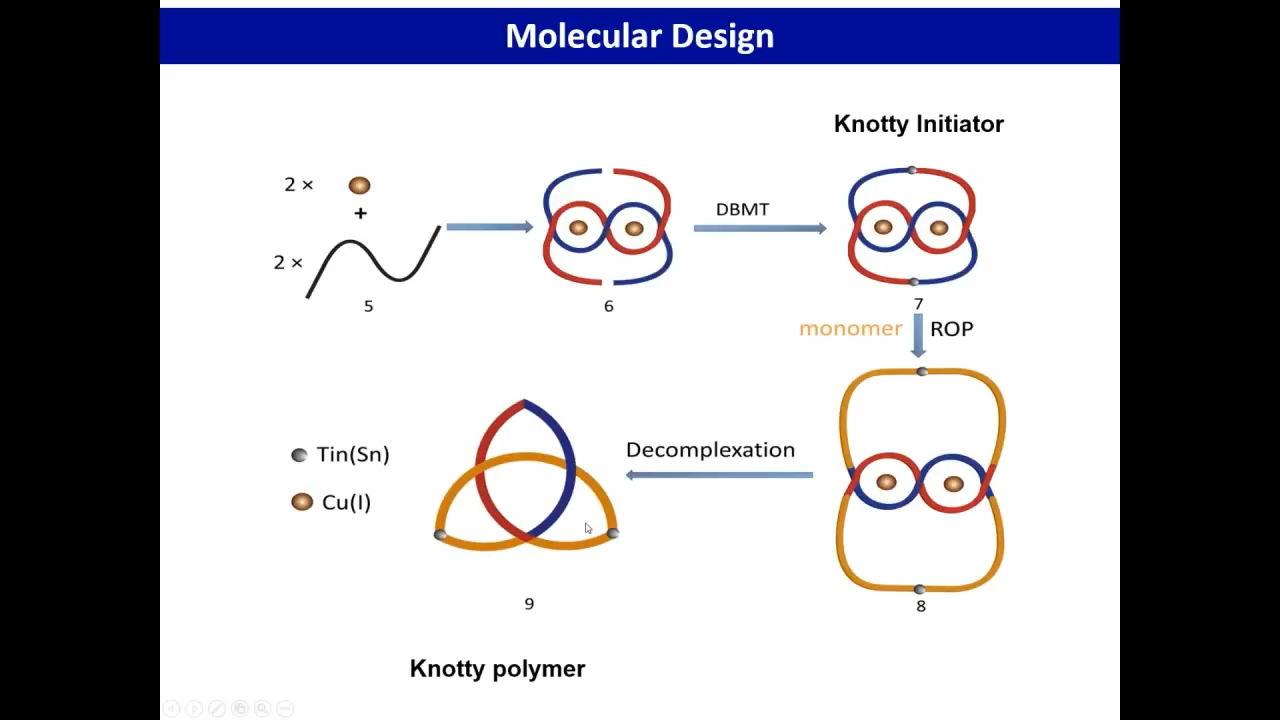 Molecular Design
Knotty Initiator
2 ×
+
2 ×
5
6
DBMT
7
monomer
ROP
Tin(Sn)
Cu(I)
Decomplexation
8
9
Knotty polymer